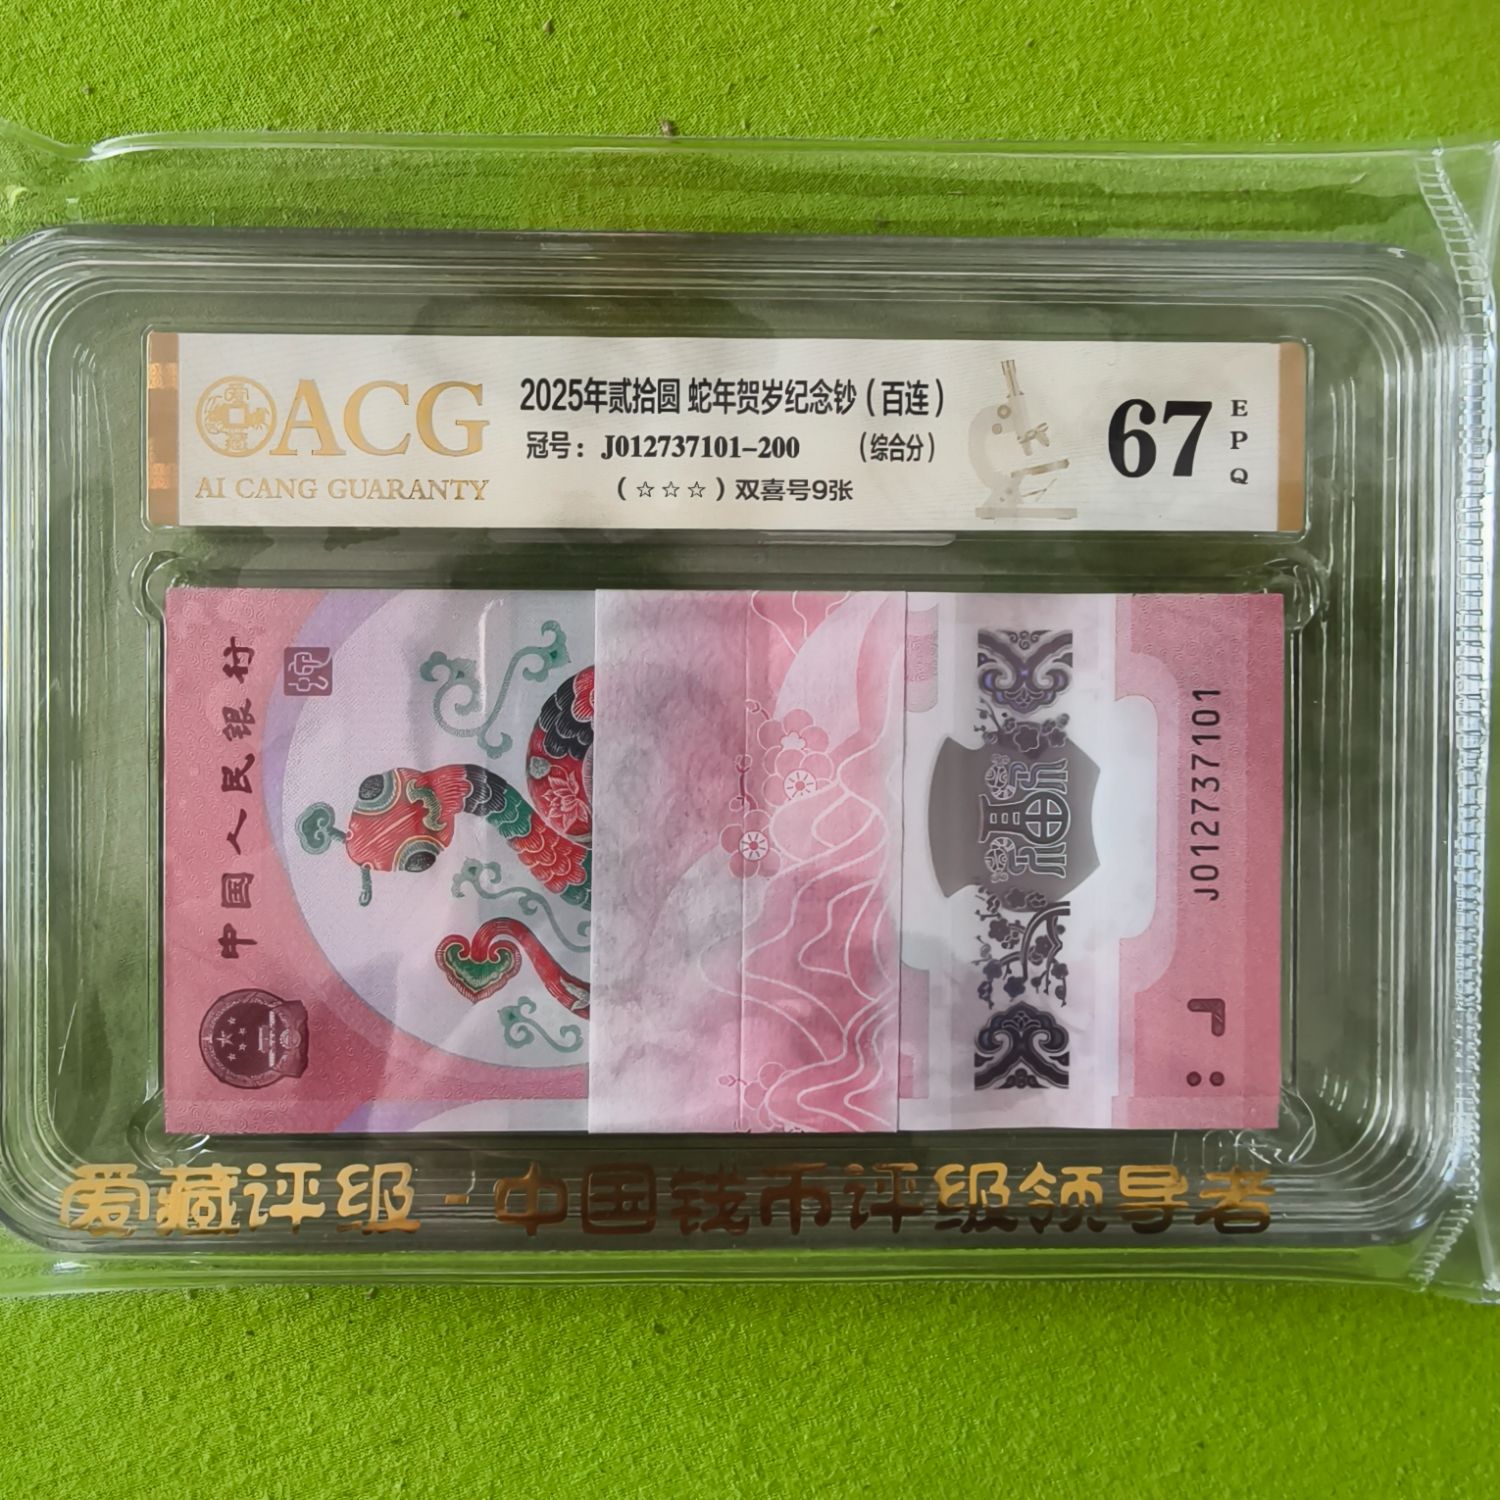 ACG
AI CANG GUARANTY
2025年贰拾圆 蛇年贺岁纪念钞（百连）
冠号：J012737101-200 （综合分）
（☆☆☆）双喜号9张
67
EPQ
中国人民银行
J012737101
爱藏评级-中国钱币评级领导者